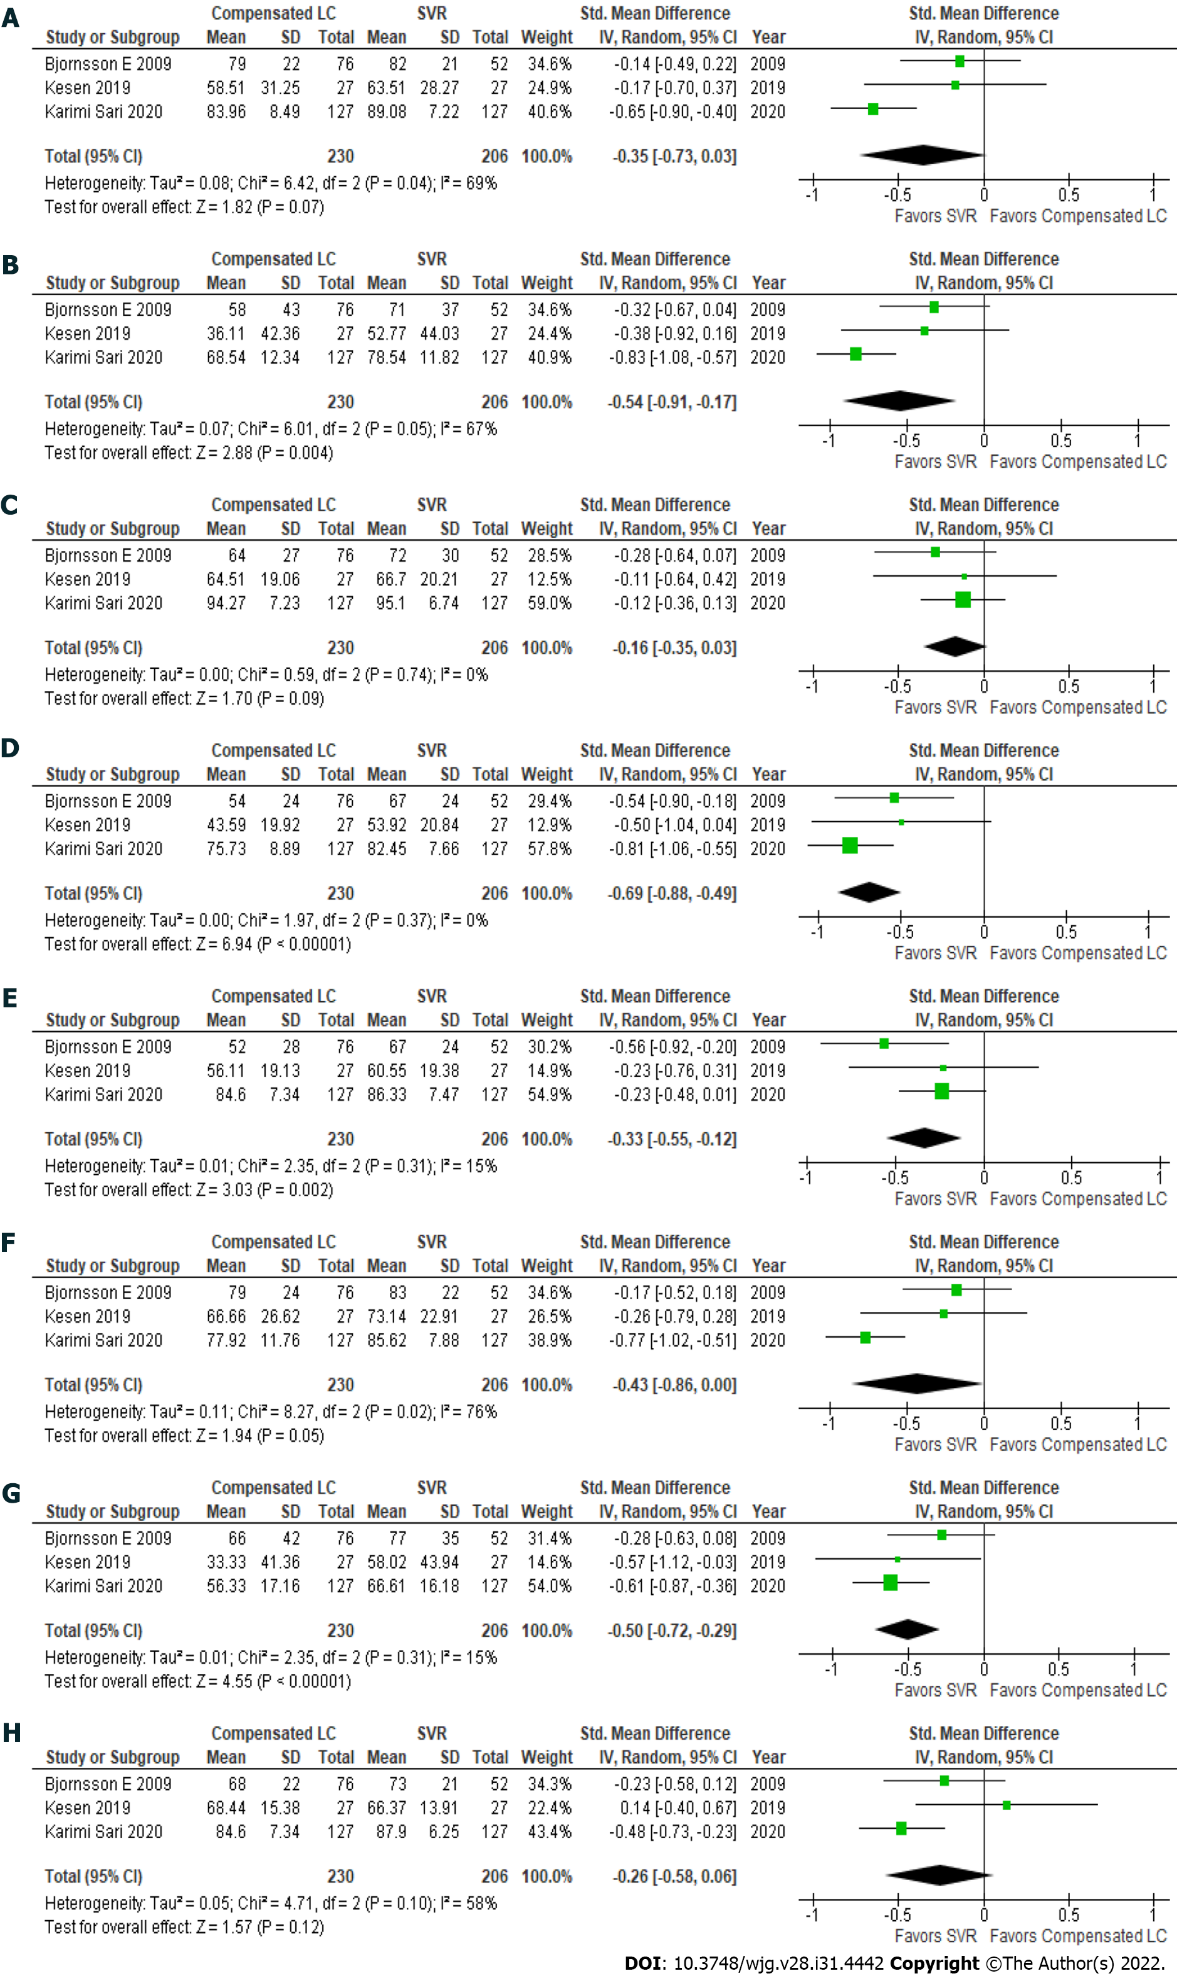 A
Compensated LC SVR Std. Mean Difference Std. Mean Difference
Study or Subgroup Mean SD Total Mean SD Total Weight IV, Random, 95% CI Year IV, Random, 95% CI
Bjornsson E 2009 79 22 76 82 21 52 34.6% -0.14 [-0.49, 0.22] 2009
Kesen 2019 58.51 31.25 27 63.51 28.27 27 24.9% -0.17 [-0.70, 0.37] 2019
Karimi Sari 2020 83.96 8.49 127 89.08 7.22 127 40.6% -0.65 [-0.90, -0.40] 2020
Total (95% CI) 230 206 100.0% -0.35 [-0.73, 0.03]
Heterogeneity: Tau² = 0.08; Chi² = 6.42, df = 2 (P = 0.04); I² = 69%
Test for overall effect: Z = 1.82 (P = 0.07)
-1 -0.5 0 0.5 1
Favors SVR Favors Compensated LC
B
Compensated LC SVR Std. Mean Difference Std. Mean Difference
Study or Subgroup Mean SD Total Mean SD Total Weight IV, Random, 95% CI Year IV, Random, 95% CI
Bjornsson E 2009 58 43 76 71 37 52 34.6% -0.32 [-0.67, 0.04] 2009
Kesen 2019 36.11 42.36 27 52.77 44.03 27 24.4% -0.38 [-0.92, 0.16] 2019
Karimi Sari 2020 68.54 12.34 127 78.54 11.82 127 40.9% -0.83 [-1.08, -0.57] 2020
Total (95% CI) 230 206 100.0% -0.54 [-0.91, -0.17]
Heterogeneity: Tau² = 0.07; Chi² = 6.01, df = 2 (P = 0.05); I² = 67%
Test for overall effect: Z = 2.88 (P = 0.004)
-1 -0.5 0 0.5 1
Favors SVR Favors Compensated LC
C
Compensated LC SVR Std. Mean Difference Std. Mean Difference
Study or Subgroup Mean SD Total Mean SD Total Weight IV, Random, 95% CI Year IV, Random, 95% CI
Bjornsson E 2009 64 27 76 72 30 52 28.5% -0.28 [-0.64, 0.07] 2009
Kesen 2019 64.51 19.06 27 66.7 20.21 27 12.5% -0.11 [-0.64, 0.42] 2019
Karimi Sari 2020 94.27 7.23 127 95.1 6.74 127 59.0% -0.12 [-0.36, 0.13] 2020
Total (95% CI) 230 206 100.0% -0.16 [-0.35, 0.03]
Heterogeneity: Tau² = 0.00; Chi² = 0.59, df = 2 (P = 0.74); I² = 0%
Test for overall effect: Z = 1.70 (P = 0.09)
-1 -0.5 0 0.5 1
Favors SVR Favors Compensated LC
D
Compensated LC SVR Std. Mean Difference Std. Mean Difference
Study or Subgroup Mean SD Total Mean SD Total Weight IV, Random, 95% CI Year IV, Random, 95% CI
Bjornsson E 2009 54 24 76 67 24 52 29.4% -0.54 [-0.90, -0.18] 2009
Kesen 2019 43.59 19.92 27 53.92 20.84 27 12.9% -0.50 [-1.04, 0.04] 2019
Karimi Sari 2020 75.73 8.89 127 82.45 7.66 127 57.8% -0.81 [-1.06, -0.55] 2020
Total (95% CI) 230 206 100.0% -0.69 [-0.88, -0.49]
Heterogeneity: Tau² = 0.00; Chi² = 1.97, df = 2 (P = 0.37); I² = 0%
Test for overall effect: Z = 6.94 (P < 0.00001)
-1 -0.5 0 0.5 1
Favors SVR Favors Compensated LC
E
Compensated LC SVR Std. Mean Difference Std. Mean Difference
Study or Subgroup Mean SD Total Mean SD Total Weight IV, Random, 95% CI Year IV, Random, 95% CI
Bjornsson E 2009 52 28 76 67 24 52 30.2% -0.56 [-0.92, -0.20] 2009
Kesen 2019 56.11 19.13 27 60.55 19.38 27 14.9% -0.23 [-0.76, 0.31] 2019
Karimi Sari 2020 84.6 7.34 127 86.33 7.47 127 54.9% -0.23 [-0.48, 0.01] 2020
Total (95% CI) 230 206 100.0% -0.33 [-0.55, -0.12]
Heterogeneity: Tau² = 0.01; Chi² = 2.35, df = 2 (P = 0.31); I² = 15%
Test for overall effect: Z = 3.03 (P = 0.002)
-1 -0.5 0 0.5 1
Favors SVR Favors Compensated LC
F
Compensated LC SVR Std. Mean Difference Std. Mean Difference
Study or Subgroup Mean SD Total Mean SD Total Weight IV, Random, 95% CI Year IV, Random, 95% CI
Bjornsson E 2009 79 24 76 83 22 52 34.6% -0.17 [-0.52, 0.18] 2009
Kesen 2019 66.66 26.62 27 73.14 22.91 27 26.5% -0.26 [-0.79, 0.28] 2019
Karimi Sari 2020 77.92 11.76 127 85.62 7.88 127 38.9% -0.77 [-1.02, -0.51] 2020
Total (95% CI) 230 206 100.0% -0.43 [-0.86, 0.00]
Heterogeneity: Tau² = 0.11; Chi² = 8.27, df = 2 (P = 0.02); I² = 76%
Test for overall effect: Z = 1.94 (P = 0.05)
-1 -0.5 0 0.5 1
Favors SVR Favors Compensated LC
G
Compensated LC SVR Std. Mean Difference Std. Mean Difference
Study or Subgroup Mean SD Total Mean SD Total Weight IV, Random, 95% CI Year IV, Random, 95% CI
Bjornsson E 2009 66 42 76 77 35 52 31.4% -0.28 [-0.63, 0.08] 2009
Kesen 2019 33.33 41.36 27 58.02 43.94 27 14.6% -0.57 [-1.12, -0.03] 2019
Karimi Sari 2020 56.33 17.16 127 66.61 16.18 127 54.0% -0.61 [-0.87, -0.36] 2020
Total (95% CI) 230 206 100.0% -0.50 [-0.72, -0.29]
Heterogeneity: Tau² = 0.01; Chi² = 2.35, df = 2 (P = 0.31); I² = 15%
Test for overall effect: Z = 4.55 (P < 0.00001)
-1 -0.5 0 0.5 1
Favors SVR Favors Compensated LC
H
Compensated LC SVR Std. Mean Difference Std. Mean Difference
Study or Subgroup Mean SD Total Mean SD Total Weight IV, Random, 95% CI Year IV, Random, 95% CI
Bjornsson E 2009 68 22 76 73 21 52 34.3% -0.23 [-0.58, 0.12] 2009
Kesen 2019 68.44 15.38 27 66.37 13.91 27 22.4% 0.14 [-0.40, 0.67] 2019
Karimi Sari 2020 84.6 7.34 127 87.9 6.25 127 43.4% -0.48 [-0.73, -0.23] 2020
Total (95% CI) 230 206 100.0% -0.26 [-0.58, 0.06]
Heterogeneity: Tau² = 0.05; Chi² = 4.71, df = 2 (P = 0.10); I² = 58%
Test for overall effect: Z = 1.57 (P = 0.12)
-1 -0.5 0 0.5 1
Favors SVR Favors Compensated LC
DOI: 10.3748/wjg.v28.i31.4442 Copyright ©The Author(s) 2022.